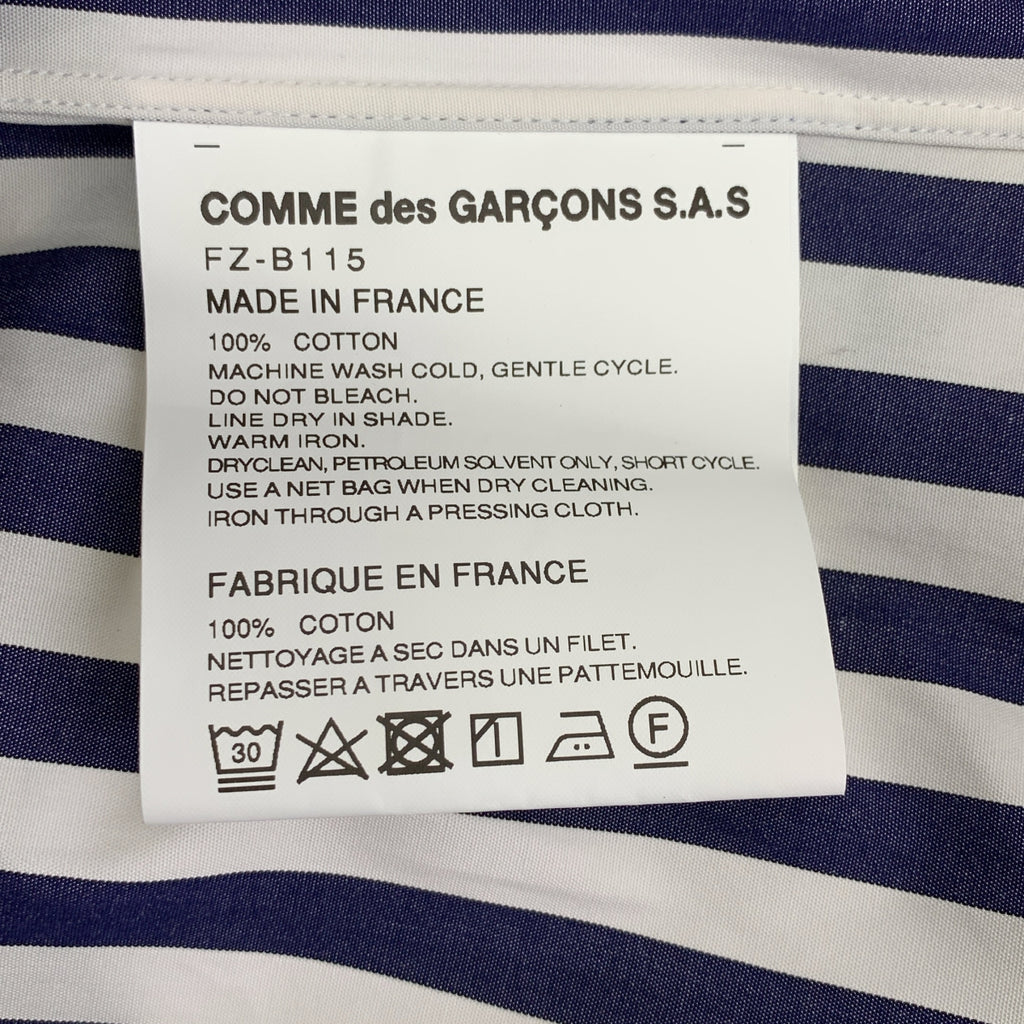 COMME des GARÇONS S.A.S
FZ-B115
MADE IN FRANCE
100% COTTON
MACHINE WASH COLD, GENTLE CYCLE.
DO NOT BLEACH.
LINE DRY IN SHADE.
WARM IRON.
DRYCLEAN, PETROLEUM SOLVENT ONLY, SHORT CYCLE.
USE A NET BAG WHEN DRY CLEANING.
IRON THROUGH A PRESSING CLOTH.
FABRIQUE EN FRANCE
100% COTON
NETTOYAGE A SEC DANS UN FILET.
REPASSER A TRAVERS UNE PATTEMOUILLE.
30 F